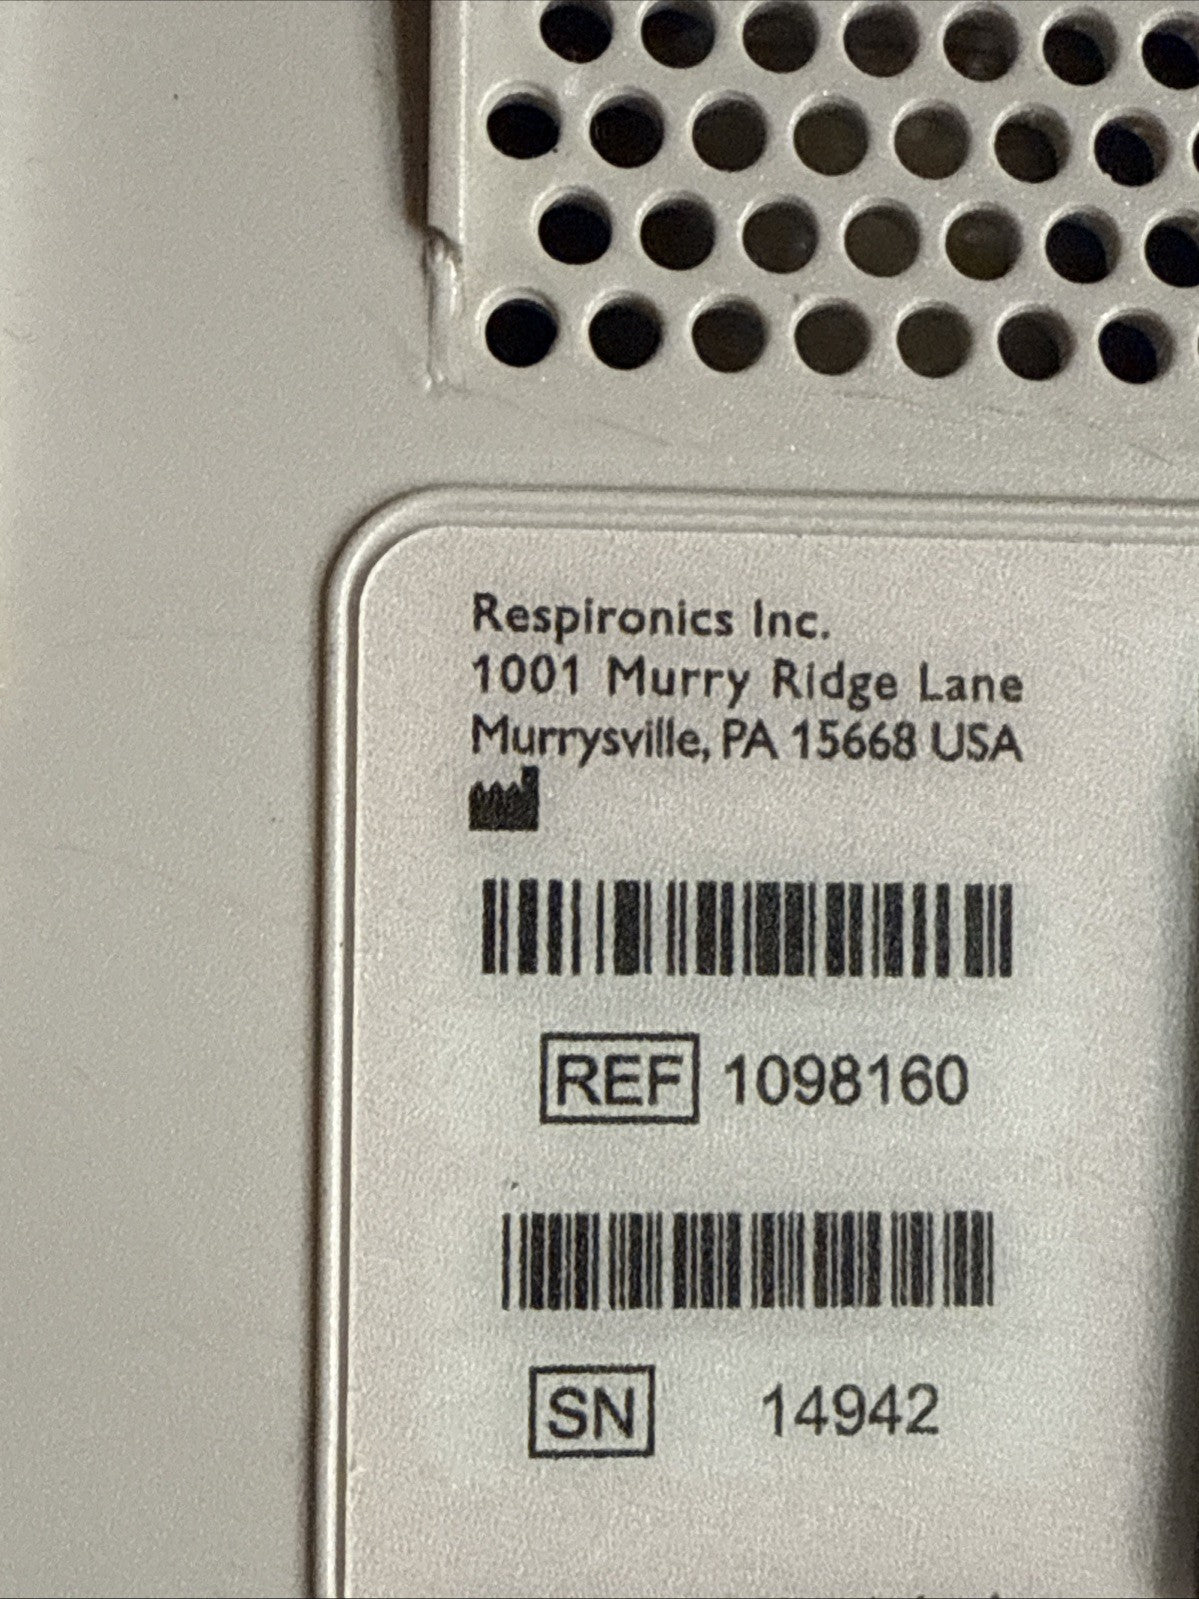 Respironics Inc.
1001 Murry Ridge Lane
Murrysville, PA 15668 USA
REF 1098160
SN 14942